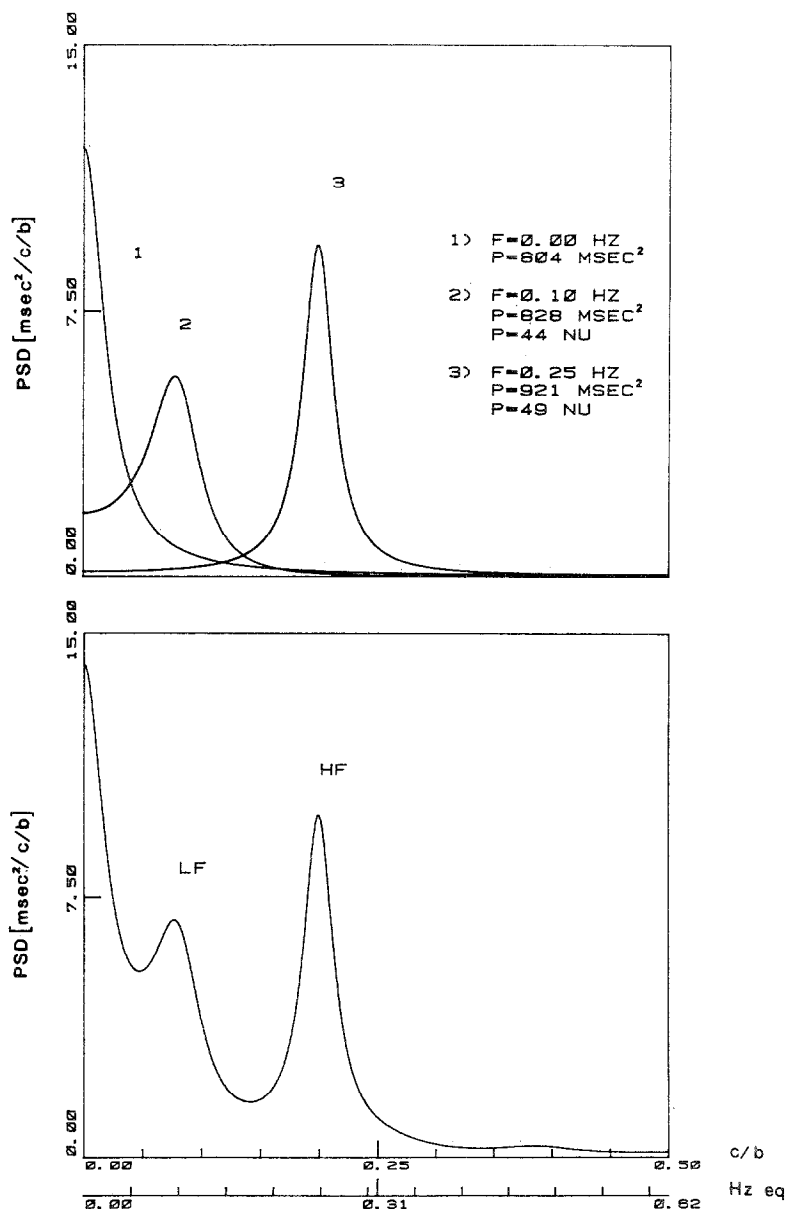 15.00
7.50
0.00
PSD [msec²/c/b]
1
2
3
1) F=0.00 HZ
P=804 MSEC²
2) F=0.10 HZ
P=828 MSEC²
P=44 NU
3) F=0.25 HZ
P=921 MSEC²
P=49 NU
15.00
7.50
0.00
PSD [msec²/c/b]
LF
HF
0.00 0.25 0.50 c/b
0.00 0.31 0.62 Hz eq